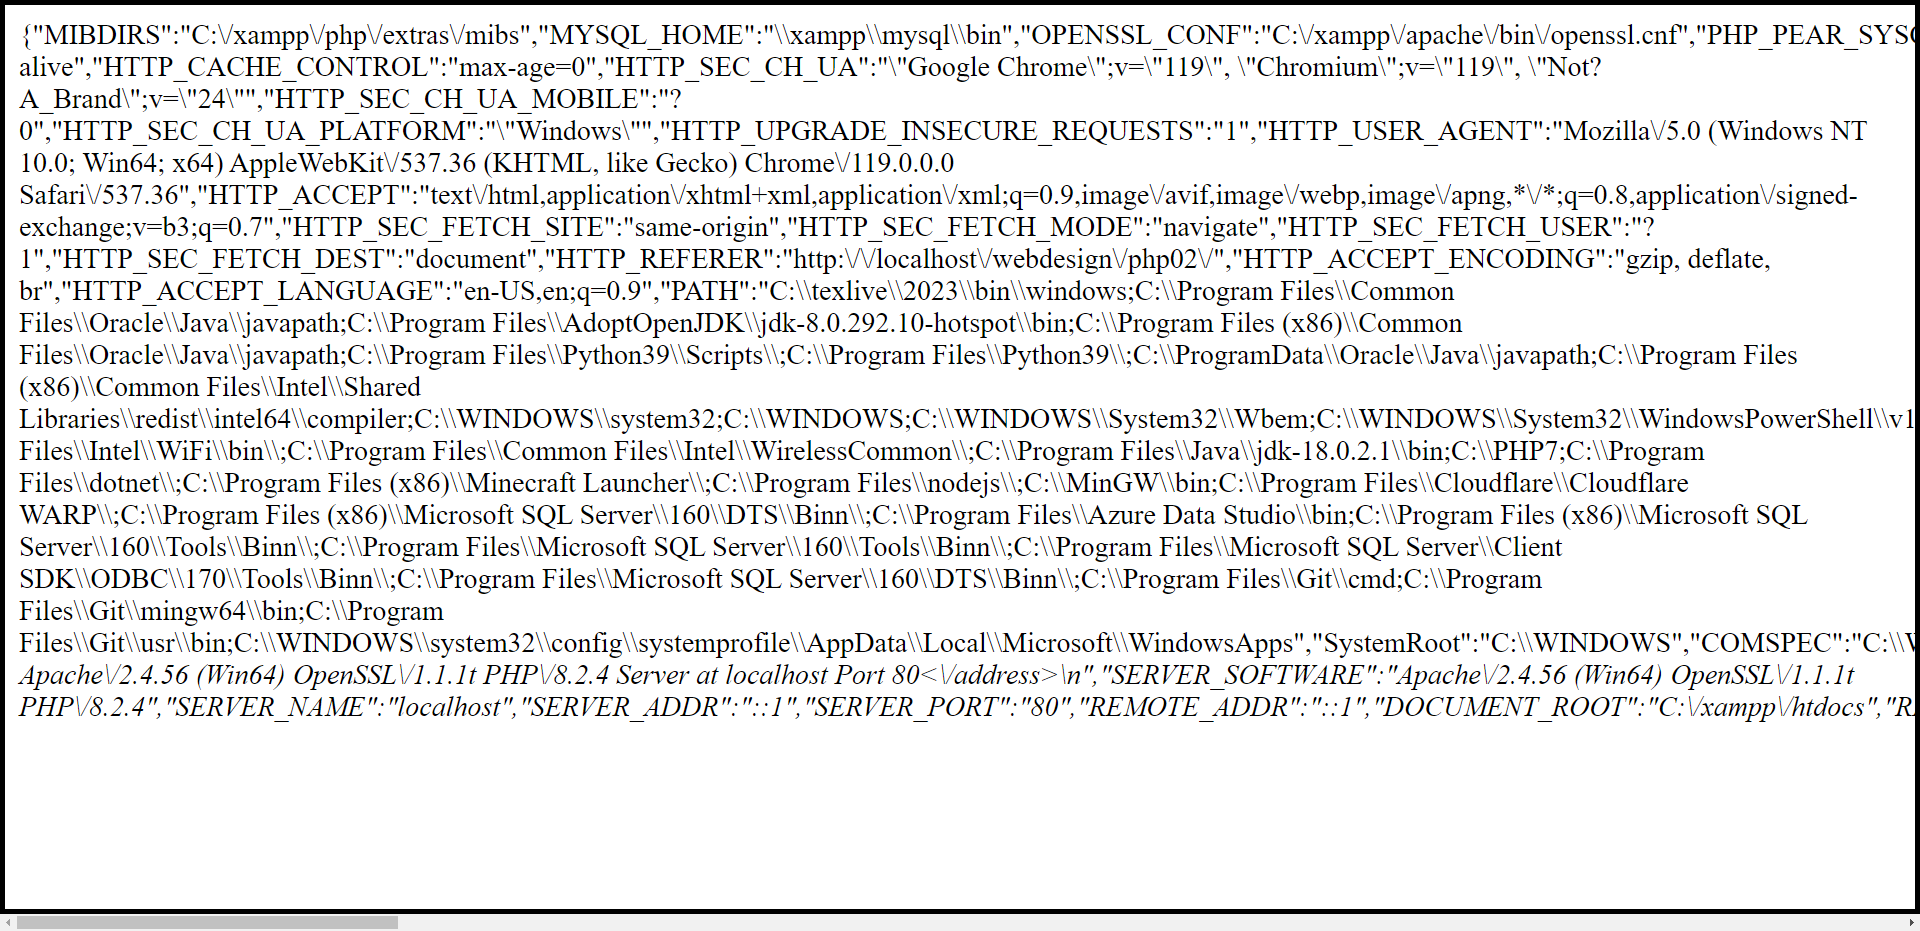 {"MIBDIRS":"C:\/xampp\/php\/extras\/mibs","MYSQL_HOME":"\\xampp\\mysql\\bin","OPENSSL_CONF":"C:\/xampp\/apache\/bin\/openssl.cnf","PHP_PEAR_SYSC
alive","HTTP_CACHE_CONTROL":"max-age=0","HTTP_SEC_CH_UA":"\"Google Chrome\";v=\"119\", \"Chromium\";v=\"119\", \"Not?
A_Brand\";v=\"24\"","HTTP_SEC_CH_UA_MOBILE":"?
0","HTTP_SEC_CH_UA_PLATFORM":"\"Windows\"","HTTP_UPGRADE_INSECURE_REQUESTS":"1","HTTP_USER_AGENT":"Mozilla\/5.0 (Windows NT
10.0; Win64; x64) AppleWebKit\/537.36 (KHTML, like Gecko) Chrome\/119.0.0.0
Safari\/537.36","HTTP_ACCEPT":"text\/html,application\/xhtml+xml,application\/xml;q=0.9,image\/avif,image\/webp,image\/apng,*\/*;q=0.8,application\/signed-
exchange;v=b3;q=0.7","HTTP_SEC_FETCH_SITE":"same-origin","HTTP_SEC_FETCH_MODE":"navigate","HTTP_SEC_FETCH_USER":"?
1","HTTP_SEC_FETCH_DEST":"document","HTTP_REFERER":"http:\/\/localhost\/webdesign\/php02\/","HTTP_ACCEPT_ENCODING":"gzip, deflate,
br","HTTP_ACCEPT_LANGUAGE":"en-US,en;q=0.9","PATH":"C:\\texlive\\2023\\bin\\windows;C:\\Program Files\\Common
Files\\Oracle\\Java\\javapath;C:\\Program Files\\AdoptOpenJDK\\jdk-8.0.292.10-hotspot\\bin;C:\\Program Files (x86)\\Common
Files\\Oracle\\Java\\javapath;C:\\Program Files\\Python39\\Scripts\\;C:\\Program Files\\Python39\\;C:\\ProgramData\\Oracle\\Java\\javapath;C:\\Program Files
(x86)\\Common Files\\Intel\\Shared
Libraries\\redist\\intel64\\compiler;C:\\WINDOWS\\system32;C:\\WINDOWS;C:\\WINDOWS\\System32\\Wbem;C:\\WINDOWS\\System32\\WindowsPowerShell\\v1
Files\\Intel\\WiFi\\bin\\;C:\\Program Files\\Common Files\\Intel\\WirelessCommon\\;C:\\Program Files\\Java\\jdk-18.0.2.1\\bin;C:\\PHP7;C:\\Program
Files\\dotnet\\;C:\\Program Files (x86)\\Minecraft Launcher\\;C:\\Program Files\\nodejs\\;C:\\MinGW\\bin;C:\\Program Files\\Cloudflare\\Cloudflare
WARP\\;C:\\Program Files (x86)\\Microsoft SQL Server\\160\\DTS\\Binn\\;C:\\Program Files\\Azure Data Studio\\bin;C:\\Program Files (x86)\\Microsoft SQL
Server\\160\\Tools\\Binn\\;C:\\Program Files\\Microsoft SQL Server\\160\\Tools\\Binn\\;C:\\Program Files\\Microsoft SQL Server\\Client
SDK\\ODBC\\170\\Tools\\Binn\\;C:\\Program Files\\Microsoft SQL Server\\160\\DTS\\Binn\\;C:\\Program Files\\Git\\cmd;C:\\Program
Files\\Git\\mingw64\\bin;C:\\Program
Files\\Git\\usr\\bin;C:\\WINDOWS\\system32\\config\\systemprofile\\AppData\\Local\\Microsoft\\WindowsApps","SystemRoot":"C:\\WINDOWS","COMSPEC":"C:\\W
Apache\/2.4.56 (Win64) OpenSSL\/1.1.1t PHP\/8.2.4 Server at localhost Port 80<\/address>\n","SERVER_SOFTWARE":"Apache\/2.4.56 (Win64) OpenSSL\/1.1.1t
PHP\/8.2.4","SERVER_NAME":"localhost","SERVER_ADDR":"::1","SERVER_PORT":"80","REMOTE_ADDR":"::1","DOCUMENT_ROOT":"C:\/xampp\/htdocs","R